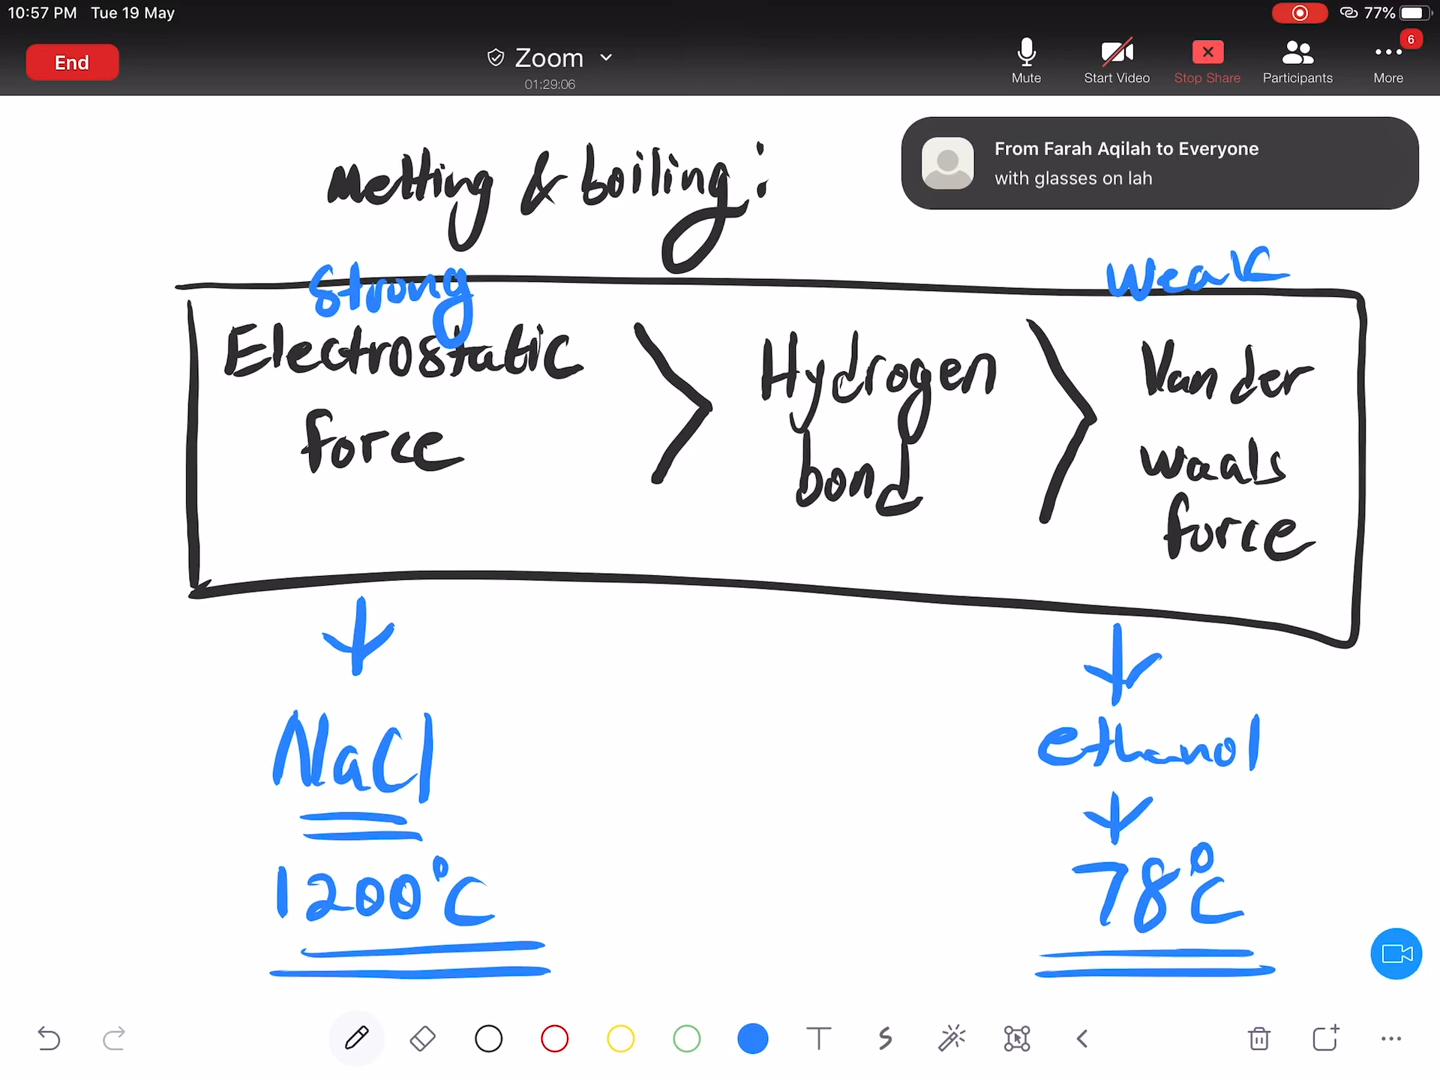 10:57 PM Tue 19 May
77%
End
Zoom
01:29:06
Mute
Start Video
Stop Share
Participants
6
More
From Farah Aqilah to Everyone
with glasses on lah
Melting & boiling:
Strong
Weak
Electrostatic
force
>
Hydrogen
bond
>
Van der
waals
force
NaCl
1200°C
ethanol
78°C
T